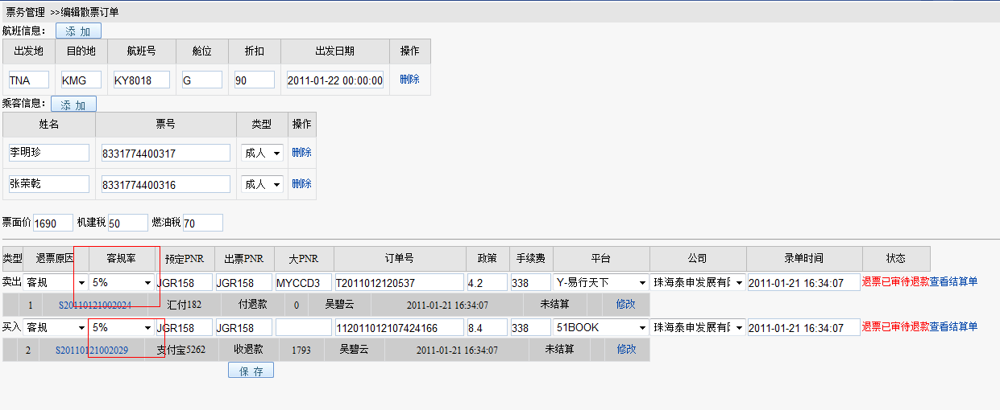 票务管理 >>编辑散票订单
航班信息： 添 加
出发地 目的地 航班号 舱位 折扣 出发日期 操作
TNA KMG KY8018 G 90 2011-01-22 00:00:00 删除
乘客信息： 添 加
姓名 票号 类型 操作
李明珍 8331774400317 成人 删除
张荣乾 8331774400316 成人 删除
票面价 1690 机建税 50 燃油税 70
类型 退票原因 客规率 预定PNR 出票PNR 大PNR 订单号 政策 手续费 平台 公司 录单时间 状态
卖出 客规 5% JGR158 JGR158 MYCCD3 T2011012120537 4.2 338 Y-易行天下 珠海泰申发展有限 2011-01-21 16:34:07 退票已审待退款查看结算单
1 S20110121002024 汇付182 付退款 0 吴碧云 2011-01-21 16:34:07 未结算 修改
买入 客规 5% JGR158 JGR158 112011012107424166 8.4 338 51BOOK 珠海泰申发展有限 2011-01-21 16:34:07 退票已审待退款查看结算单
2 S20110121002029 支付宝5262 收退款 1793 吴碧云 2011-01-21 16:34:07 未结算 修改
保 存